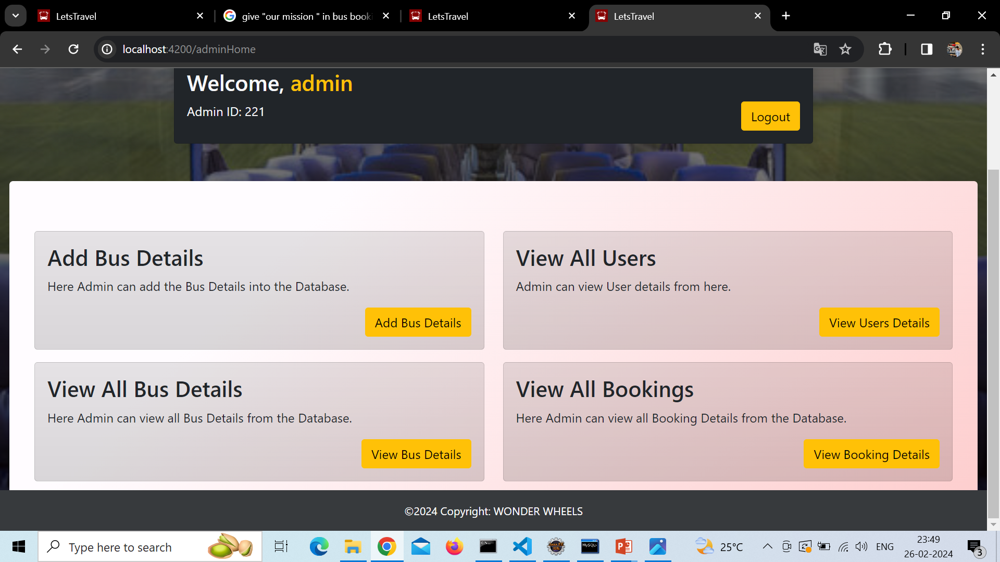 LetsTravel
give "our mission " in bus booki
LetsTravel
LetsTravel
localhost:4200/adminHome
Welcome, admin
Admin ID: 221
Logout
Add Bus Details
Here Admin can add the Bus Details into the Database.
Add Bus Details
View All Users
Admin can view User details from here.
View Users Details
View All Bus Details
Here Admin can view all Bus Details from the Database.
View Bus Details
View All Bookings
Here Admin can view all Booking Details from the Database.
View Booking Details
©2024 Copyright: WONDER WHEELS
Type here to search
25°C
ENG
23:49
26-02-2024
3